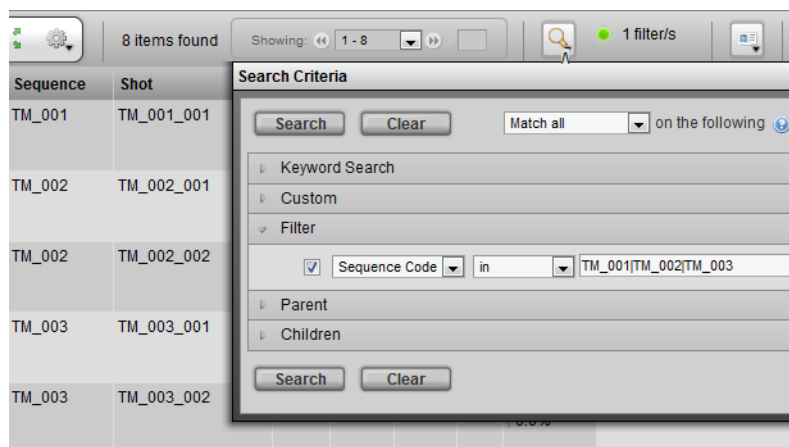 8 items found Showing: 1 - 8 1 filter/s
Sequence Shot
Search Criteria
TM_001 TM_001_001
Search Clear Match all on the following
Keyword Search
TM_002 TM_002_001
Custom
Filter
TM_002 TM_002_002
Sequence Code in TM_001|TM_002|TM_003
Parent
TM_003 TM_003_001
Children
Search Clear
TM_003 TM_003_002